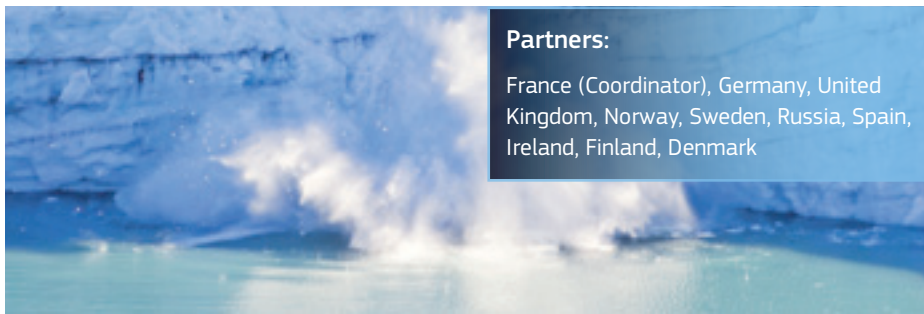 Partners:
France (Coordinator), Germany, United
Kingdom, Norway, Sweden, Russia, Spain,
Ireland, Finland, Denmark